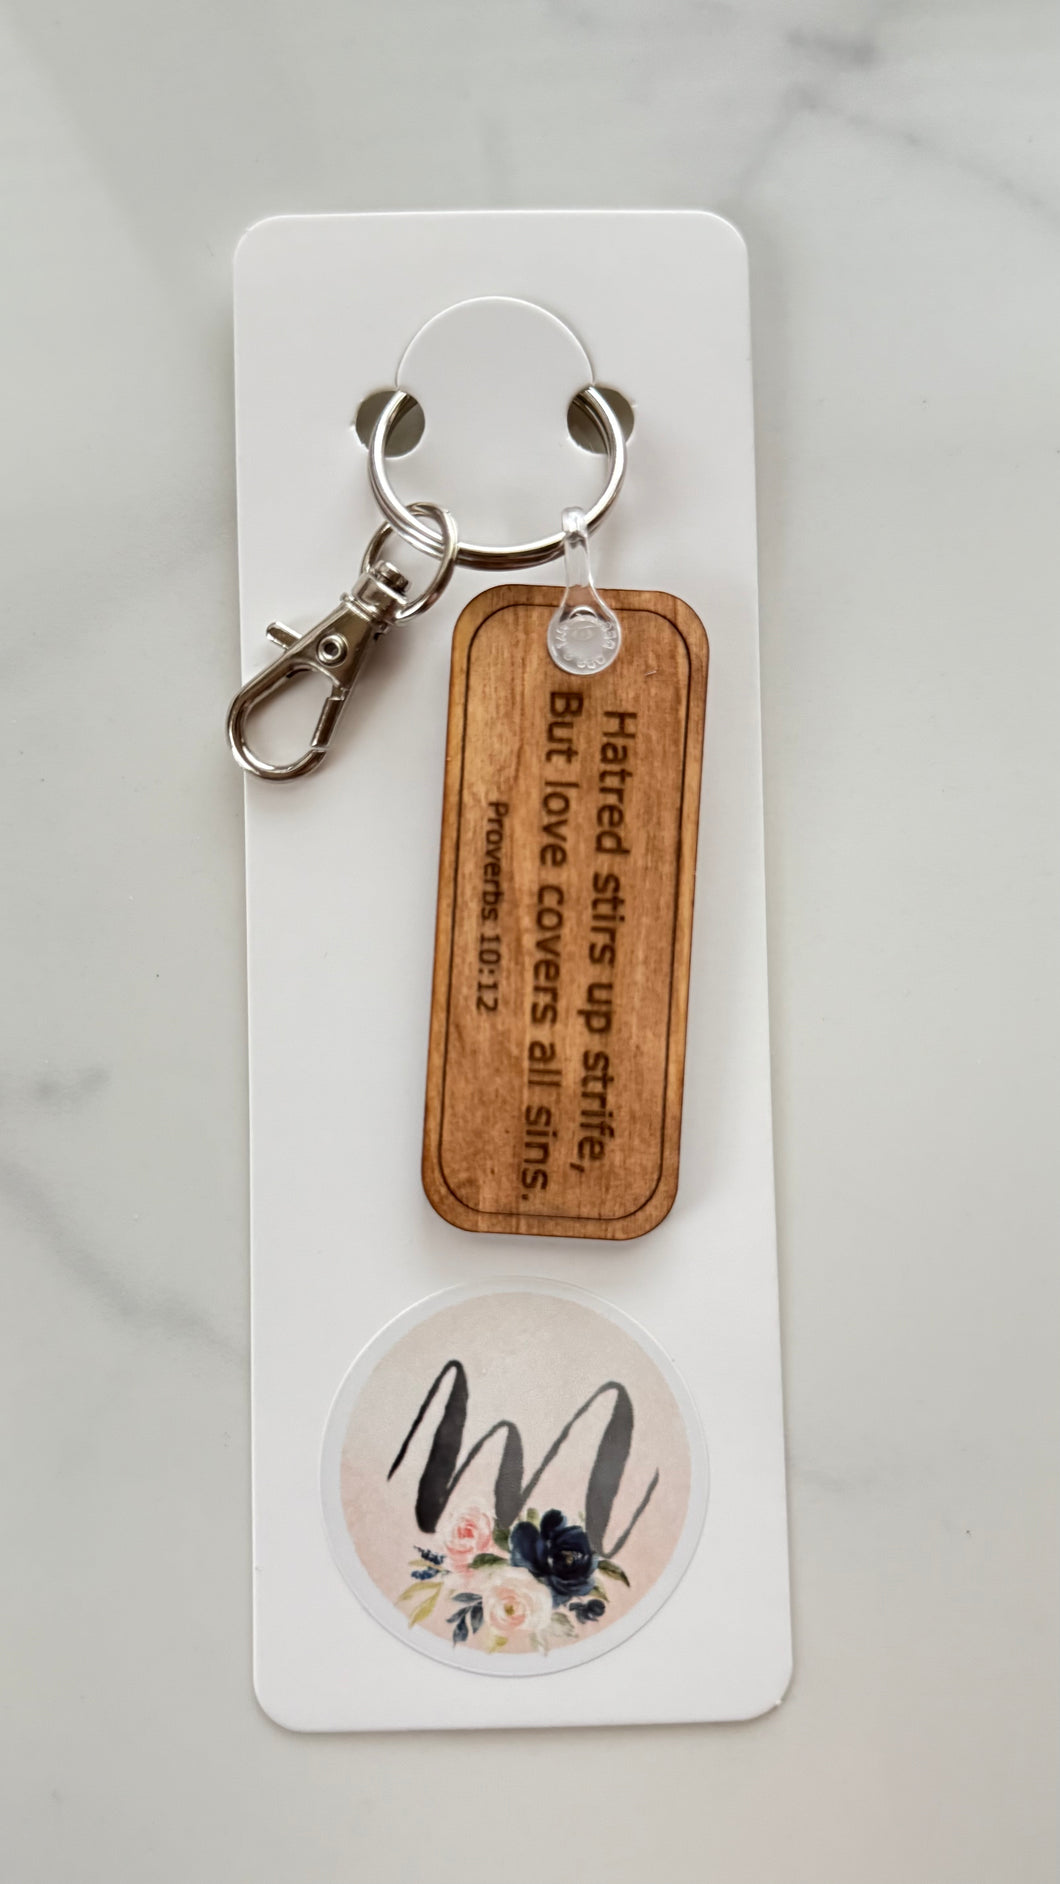 Hatred stirs up strife,
But love covers all sins.
Proverbs 10:12
m